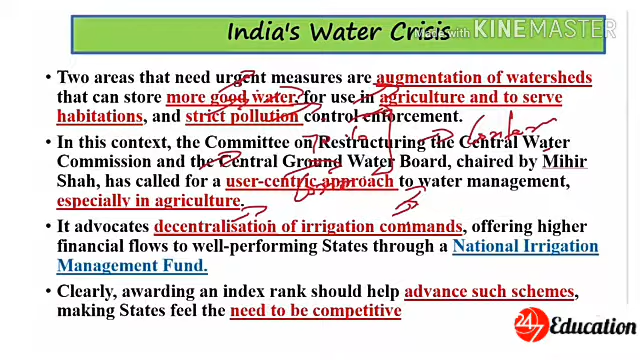 India's Water Crisis
Made with KINEMASTER
• Two areas that need urgent measures are augmentation of watersheds
that can store more good water, for use in agriculture and to serve
habitations, and strict pollution control enforcement.
• In this context, the Committee on Restructuring the Central Water
Commission and the Central Ground Water Board, chaired by Mihir
Shah, has called for a user-centric approach to water management,
especially in agriculture.
• It advocates decentralisation of irrigation commands, offering higher
financial flows to well-performing States through a National Irrigation
Management Fund.
• Clearly, awarding an index rank should help advance such schemes,
making States feel the need to be competitive
24/7 Education